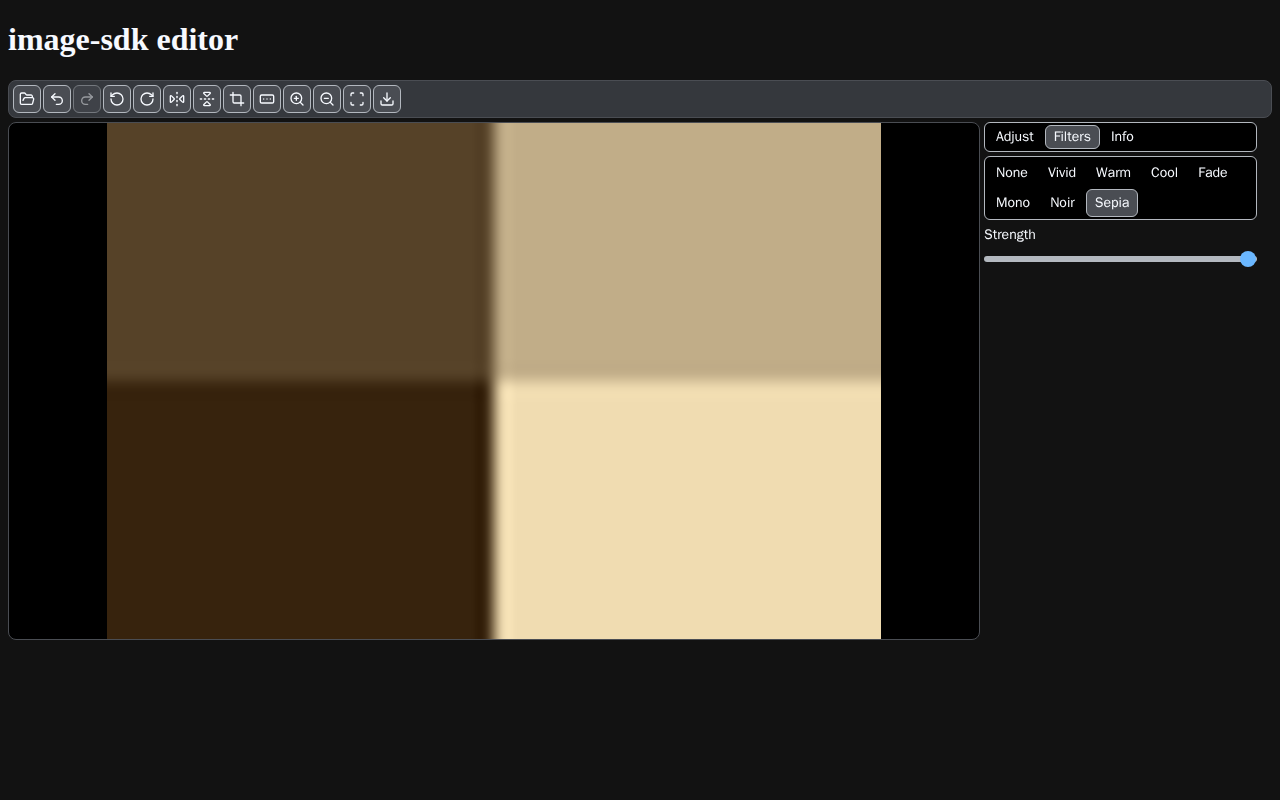 image-sdk editor
Adjust Filters Info
None Vivid Warm Cool Fade
Mono Noir Sepia
Strength